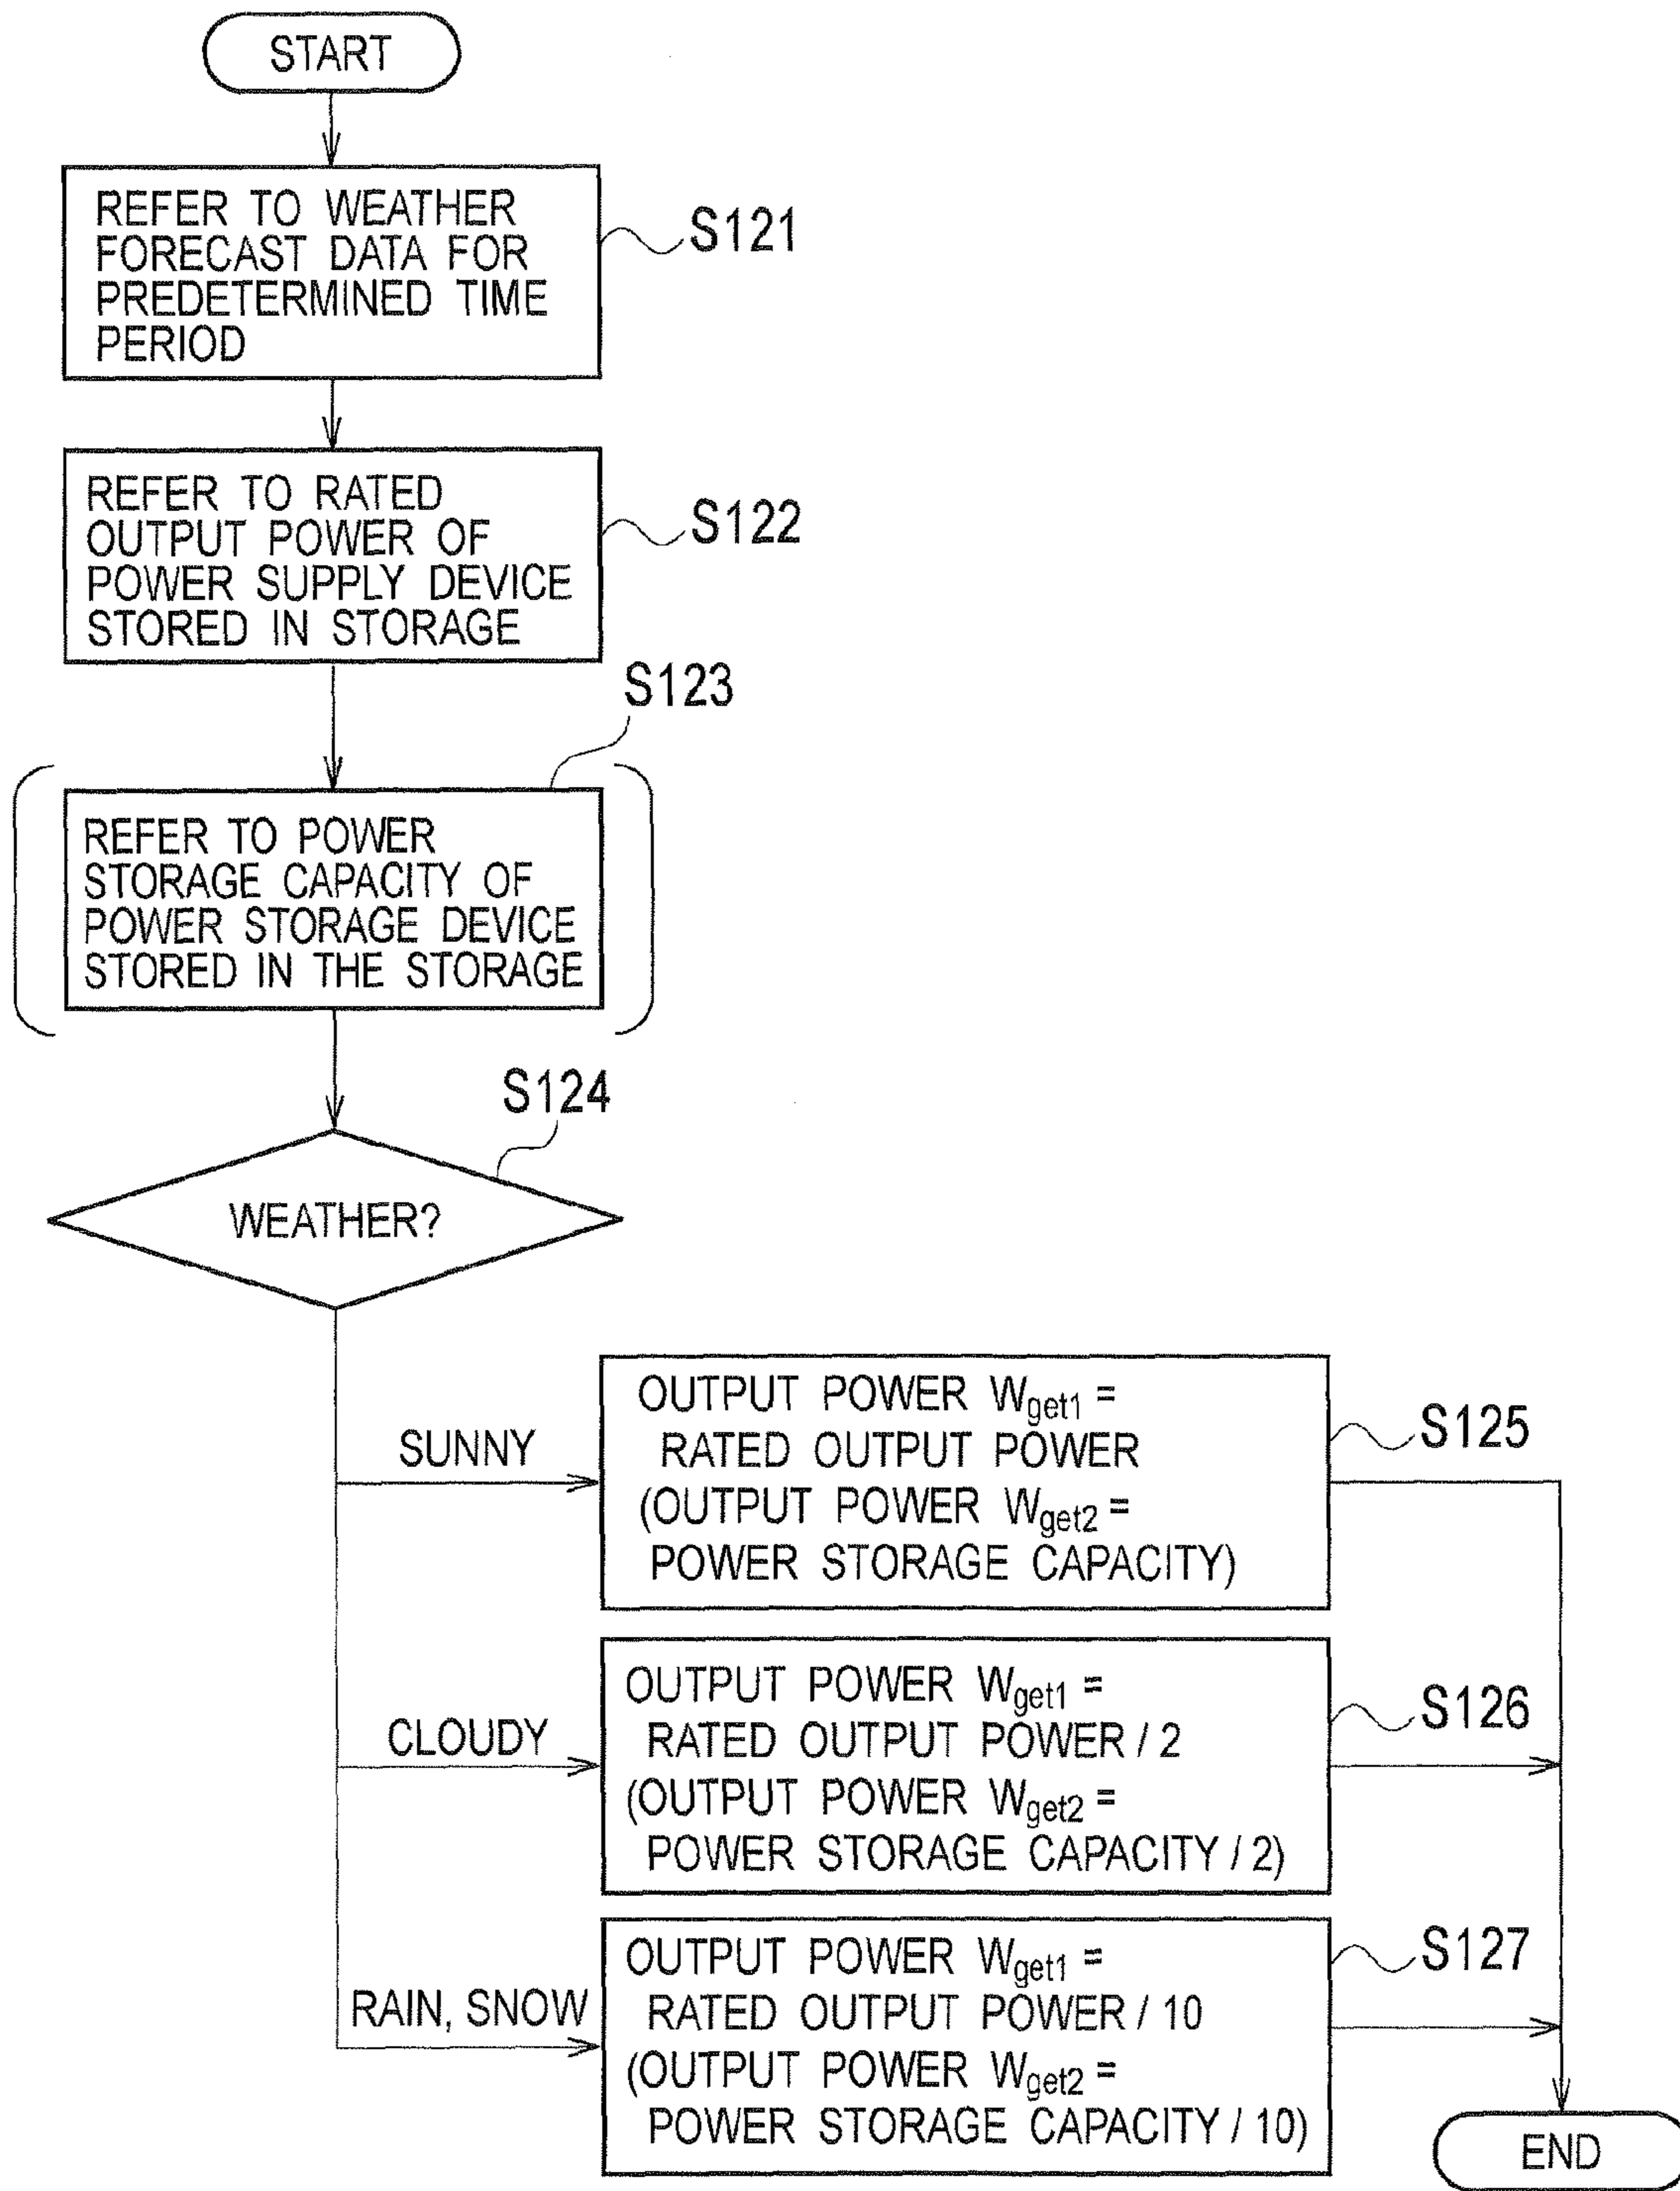 START
REFER TO WEATHER
FORECAST DATA FOR
PREDETERMINED TIME
PERIOD
S121
REFER TO RATED
OUTPUT POWER OF
POWER SUPPLY DEVICE
STORED IN STORAGE
S122
S123
REFER TO POWER
STORAGE CAPACITY OF
POWER STORAGE DEVICE
STORED IN THE STORAGE
S124
WEATHER?
SUNNY
OUTPUT POWER Wget1 =
RATED OUTPUT POWER
(OUTPUT POWER Wget2 =
POWER STORAGE CAPACITY)
S125
CLOUDY
OUTPUT POWER Wget1 =
RATED OUTPUT POWER / 2
(OUTPUT POWER Wget2 =
POWER STORAGE CAPACITY / 2)
S126
RAIN, SNOW
OUTPUT POWER Wget1 =
RATED OUTPUT POWER / 10
(OUTPUT POWER Wget2 =
POWER STORAGE CAPACITY / 10)
S127
END